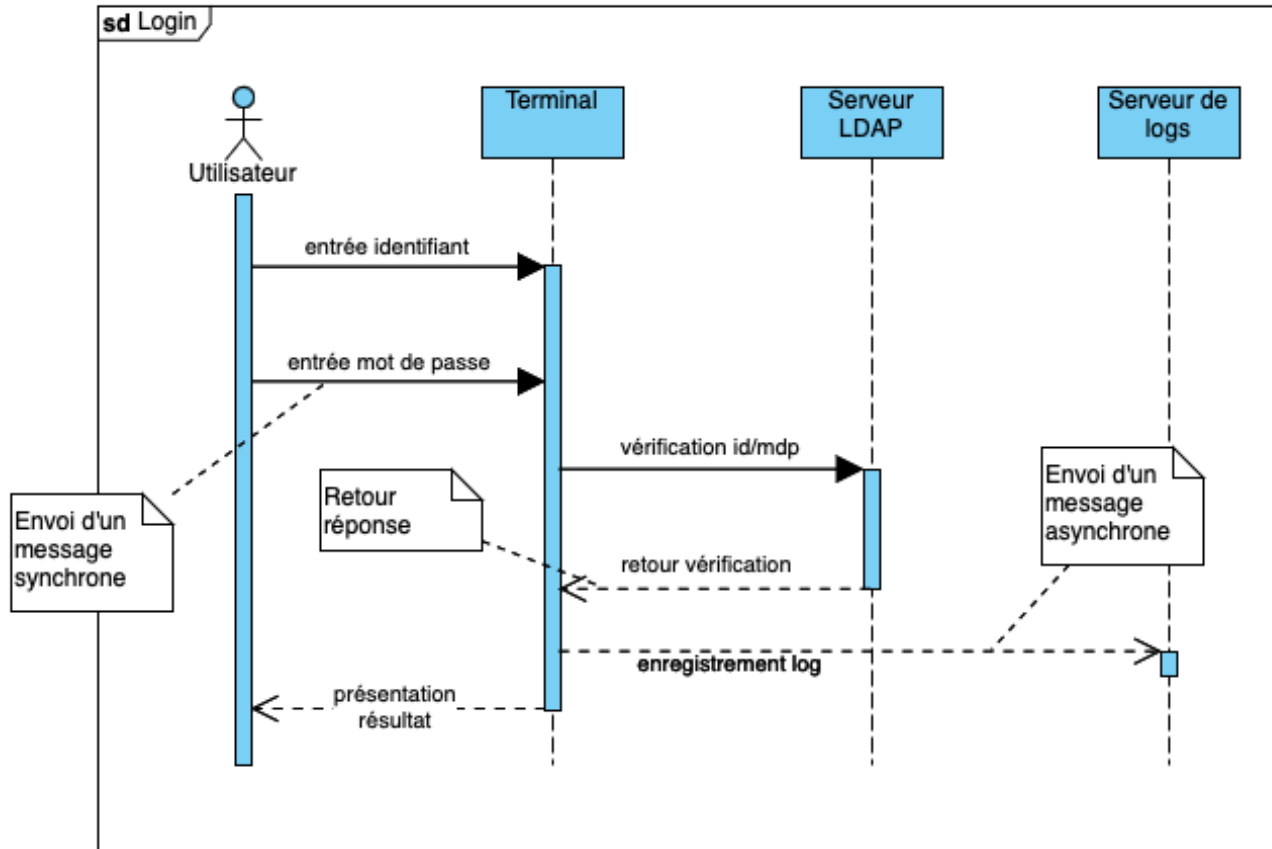 sd Login
Terminal
Serveur
LDAP
Serveur de
logs
Utilisateur
entrée identifiant
entrée mot de passe
vérification id/mdp
Envoi d'un
message
asynchrone
Retour
réponse
Envoi d'un
message
synchrone
retour vérification
enregistrement log
présentation
résultat